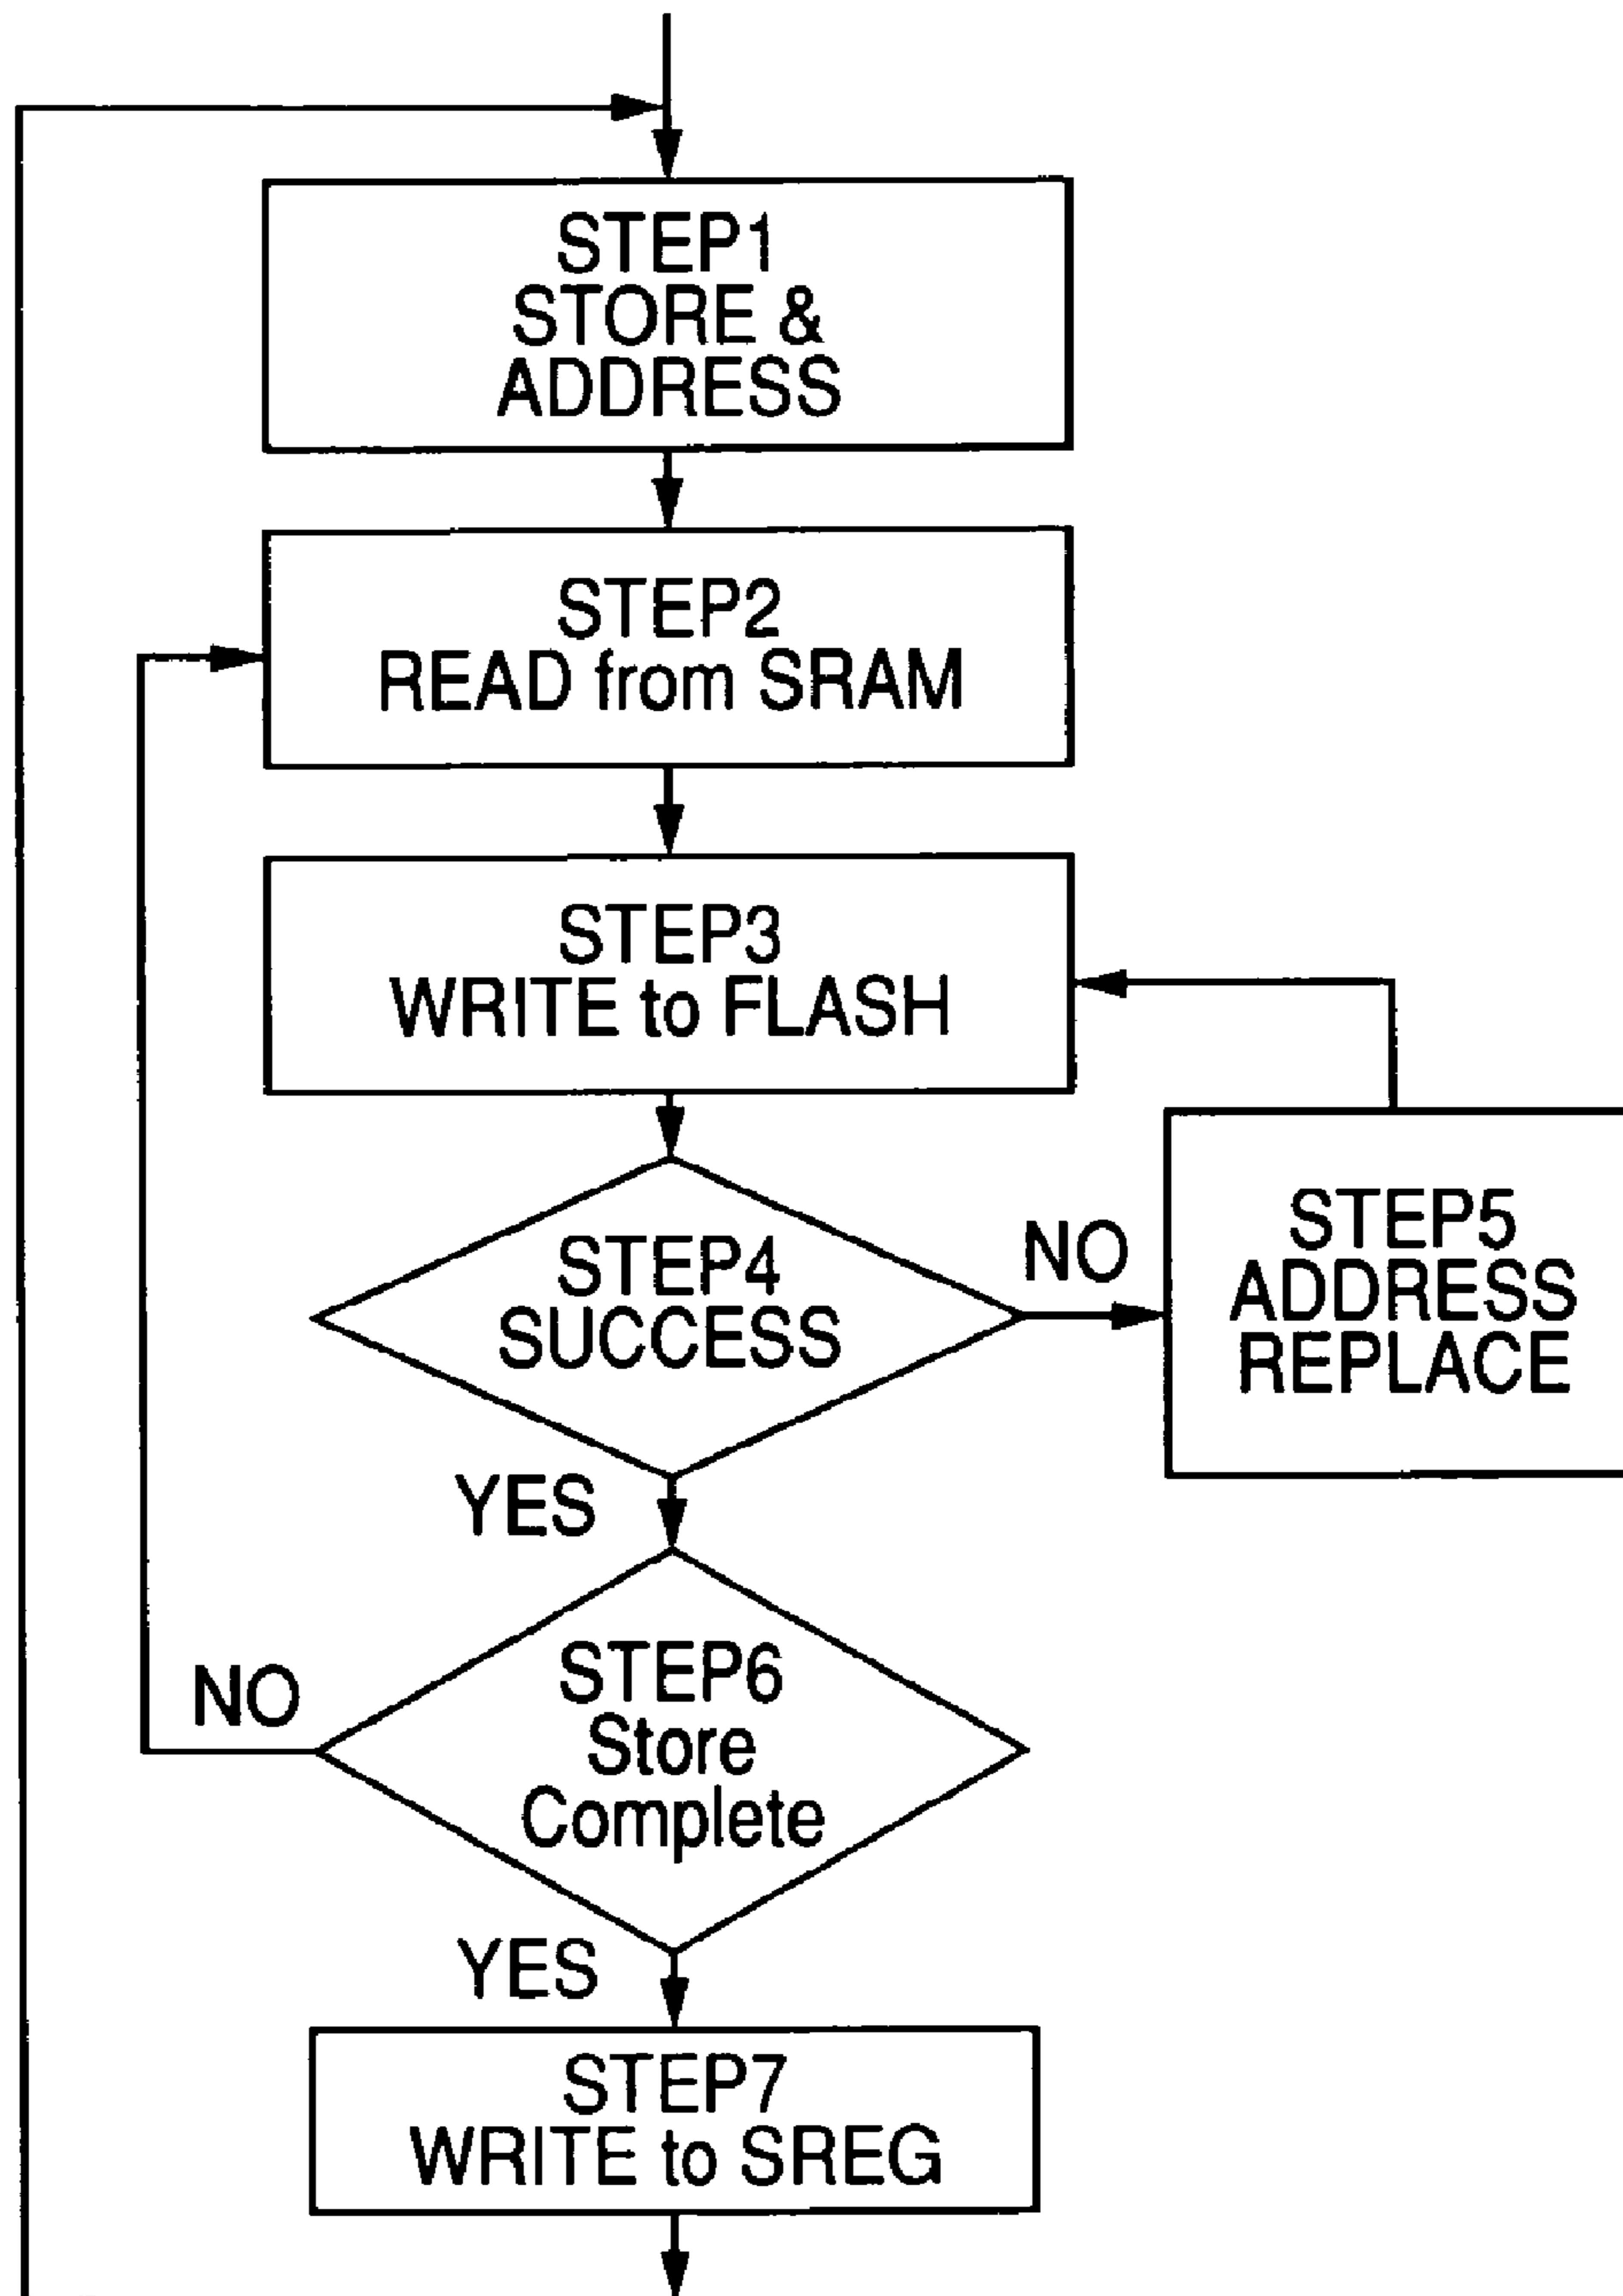 STEP1
STORE &
ADDRESS
STEP2
READ from SRAM
STEP3
WRITE to FLASH
STEP4
SUCCESS
NO
STEP5
ADDRESS
REPLACE
YES
STEP6
Store
Complete
NO
YES
STEP7
WRITE to SREG